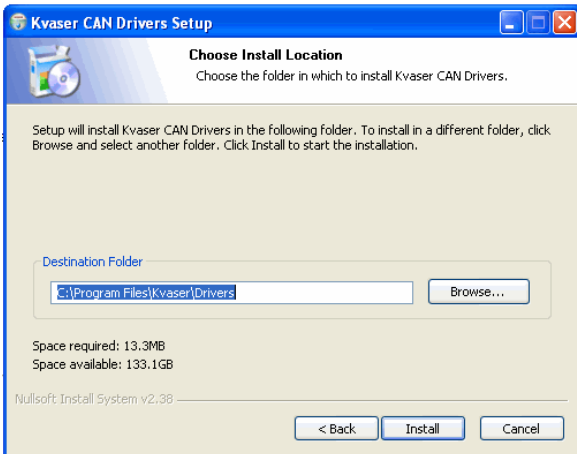 Kvaser CAN Drivers Setup
Choose Install Location
Choose the folder in which to install Kvaser CAN Drivers.
Setup will install Kvaser CAN Drivers in the following folder. To install in a different folder, click
Browse and select another folder. Click Install to start the installation.
Destination Folder
C:\Program Files\Kvaser\Drivers
Browse...
Space required: 13.3MB
Space available: 133.1GB
Nullsoft Install System v2.38
< Back
Install
Cancel